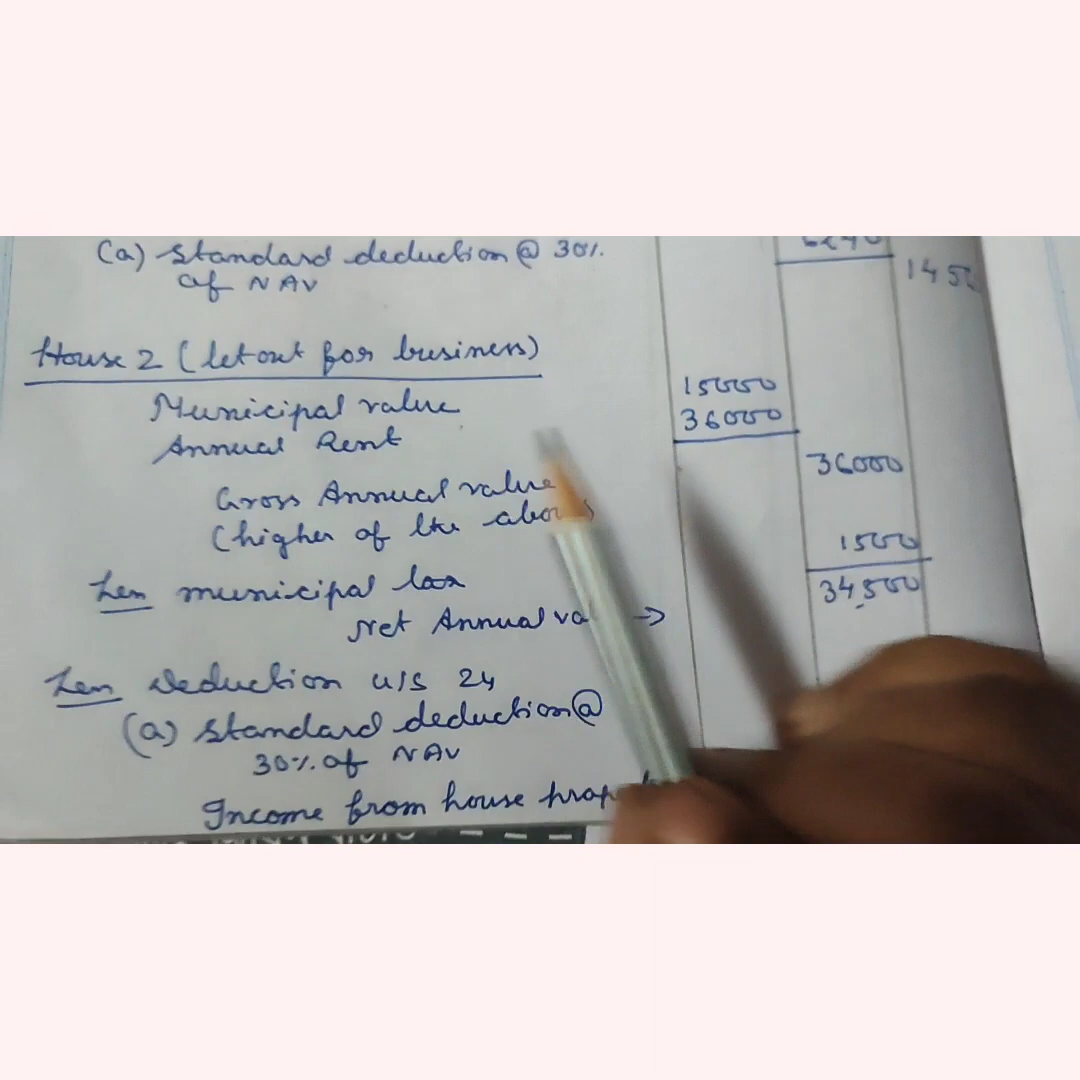 (a) Standard deduction @ 30%.
of NAV
House 2 (let out for business)
Municipal value 15000
Annual Rent 36000
36000
Gross Annual value
(higher of the
Less municipal tax 1500
Net Annual → 34,500
Less Deduction u/s 24
(a) Standard deduction @
30% of NAV
Income from house